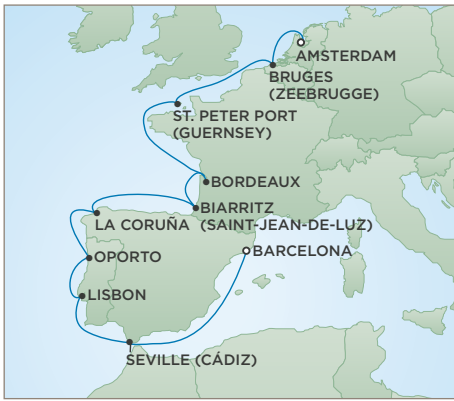 AMSTERDAM
BRUGES
(ZEEBRUGGE)
ST. PETER PORT
(GUERNSEY)
BORDEAUX
BIARRITZ
(SAINT-JEAN-DE-LUZ)
LA CORUÑA
BARCELONA
OPORTO
LISBON
SEVILLE (CÁDIZ)